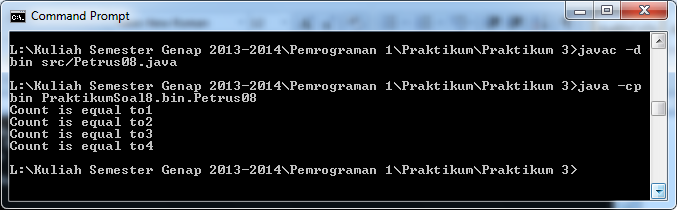 Command Prompt
L:\Kuliah Semester Genap 2013-2014\Pemrograman 1\Praktikum\Praktikum 3>javac -d
bin src/Petrus08.java
L:\Kuliah Semester Genap 2013-2014\Pemrograman 1\Praktikum\Praktikum 3>java -cp
bin PraktikumSoal8.bin.Petrus08
Count is equal to1
Count is equal to2
Count is equal to3
Count is equal to4
L:\Kuliah Semester Genap 2013-2014\Pemrograman 1\Praktikum\Praktikum 3>